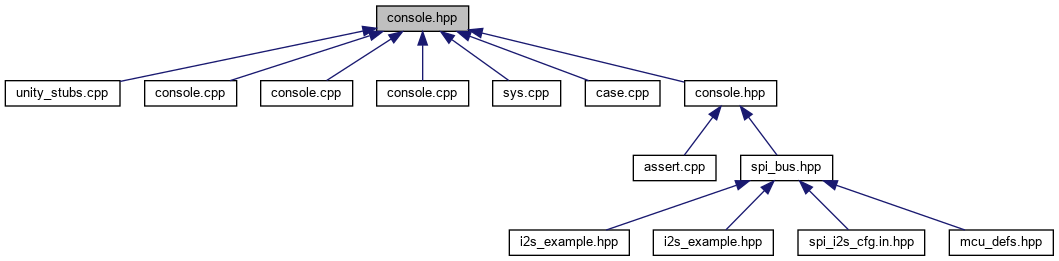 console.hpp
unity_stubs.cpp
console.cpp
console.cpp
console.cpp
sys.cpp
case.cpp
console.hpp
assert.cpp
spi_bus.hpp
i2s_example.hpp
i2s_example.hpp
spi_i2s_cfg.in.hpp
mcu_defs.hpp